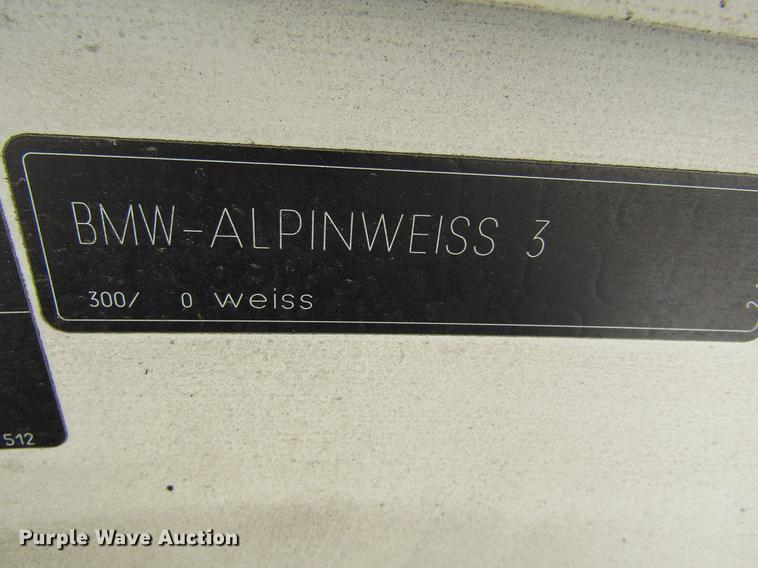 BMW-ALPINWEISS 3
300/ 0 weiss
512
Purple Wave Auction